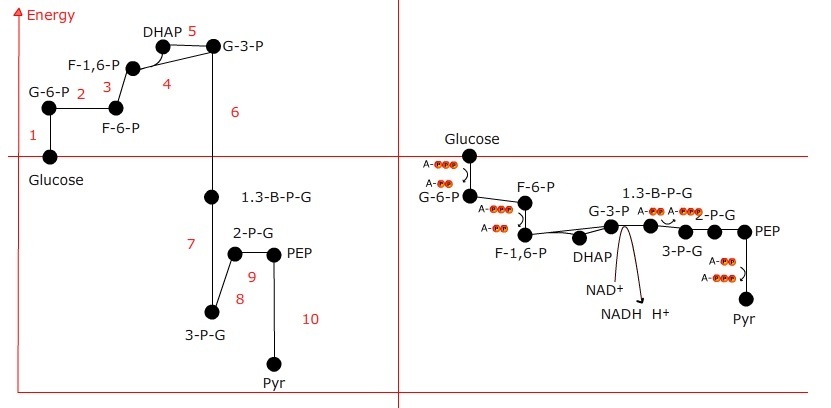 Energy
DHAP 5
G-3-P
F-1,6-P
4
G-6-P 2 3
F-6-P
1
6
Glucose
1.3-B-P-G
7
2-P-G
PEP
9
8
3-P-G
10
Pyr
Glucose
A-PPP
A-PP
G-6-P
F-6-P
A-PPP
A-PP
F-1,6-P
DHAP
G-3-P
NAD+
NADH H+
1.3-B-P-G
A-PP A-PPP
2-P-G
3-P-G
PEP
A-PP
A-PPP
Pyr